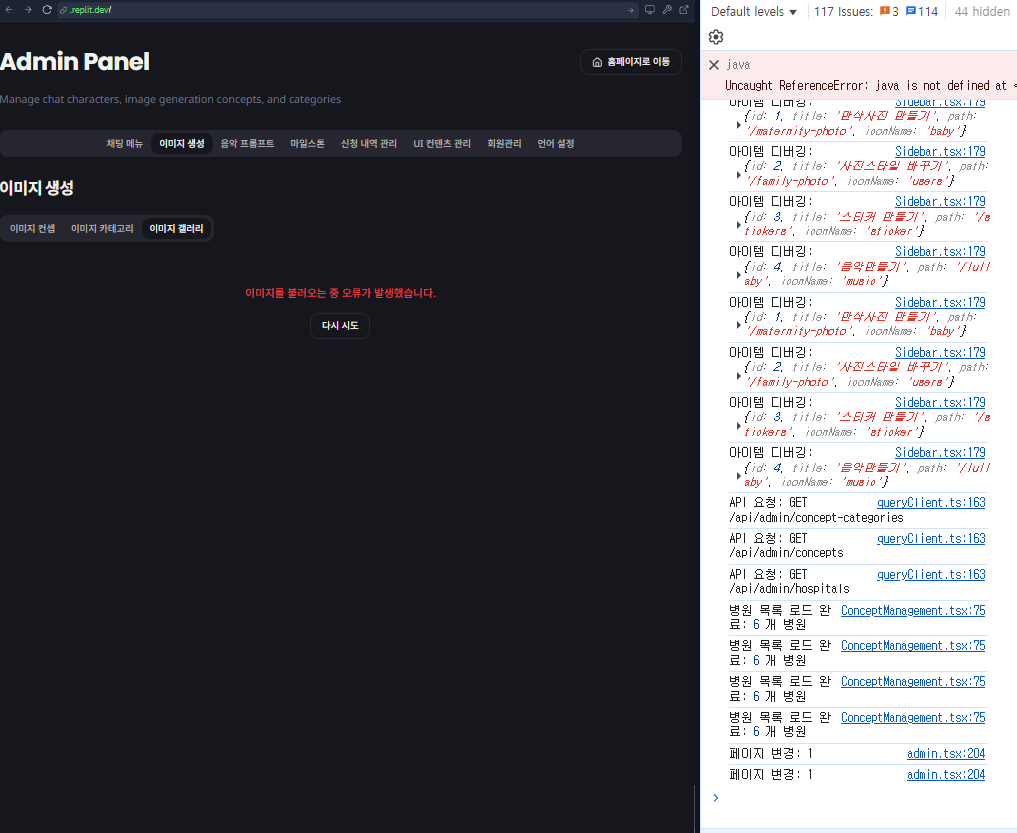 .replit.dev/
Admin Panel
홈페이지로 이동
Manage chat characters, image generation concepts, and categories
채팅 메뉴 이미지 생성 음악 프롬프트 마일스톤 신청 내역 관리 UI 컨텐츠 관리 회원관리 언어 설정
이미지 생성
이미지 컨셉 이미지 카테고리 이미지 갤러리
이미지를 불러오는 중 오류가 발생했습니다.
다시 시도
Default levels 117 Issues: 3 114 44 hidden
java
Uncaught ReferenceError: java is not defined at
아이템 디버깅: Sidebar.tsx:179
{id: 1, title: '만삭사진 만들기', path:
'/maternity-photo', iconName: 'baby'}
아이템 디버깅: Sidebar.tsx:179
{id: 2, title: '사진스타일 바꾸기', path:
'/family-photo', iconName: 'users'}
아이템 디버깅: Sidebar.tsx:179
{id: 3, title: '스티커 만들기', path: '/s
tickers', iconName: 'sticker'}
아이템 디버깅: Sidebar.tsx:179
{id: 4, title: '음악만들기', path: '/lull
aby', iconName: 'music'}
아이템 디버깅: Sidebar.tsx:179
{id: 1, title: '만삭사진 만들기', path:
'/maternity-photo', iconName: 'baby'}
아이템 디버깅: Sidebar.tsx:179
{id: 2, title: '사진스타일 바꾸기', path:
'/family-photo', iconName: 'users'}
아이템 디버깅: Sidebar.tsx:179
{id: 3, title: '스티커 만들기', path: '/s
tickers', iconName: 'sticker'}
아이템 디버깅: Sidebar.tsx:179
{id: 4, title: '음악만들기', path: '/lull
aby', iconName: 'music'}
API 요청: GET queryClient.ts:163
/api/admin/concept-categories
API 요청: GET queryClient.ts:163
/api/admin/concepts
API 요청: GET queryClient.ts:163
/api/admin/hospitals
병원 목록 로드 완 ConceptManagement.tsx:75
료: 6 개 병원
병원 목록 로드 완 ConceptManagement.tsx:75
료: 6 개 병원
병원 목록 로드 완 ConceptManagement.tsx:75
료: 6 개 병원
병원 목록 로드 완 ConceptManagement.tsx:75
료: 6 개 병원
페이지 변경: 1 admin.tsx:204
페이지 변경: 1 admin.tsx:204